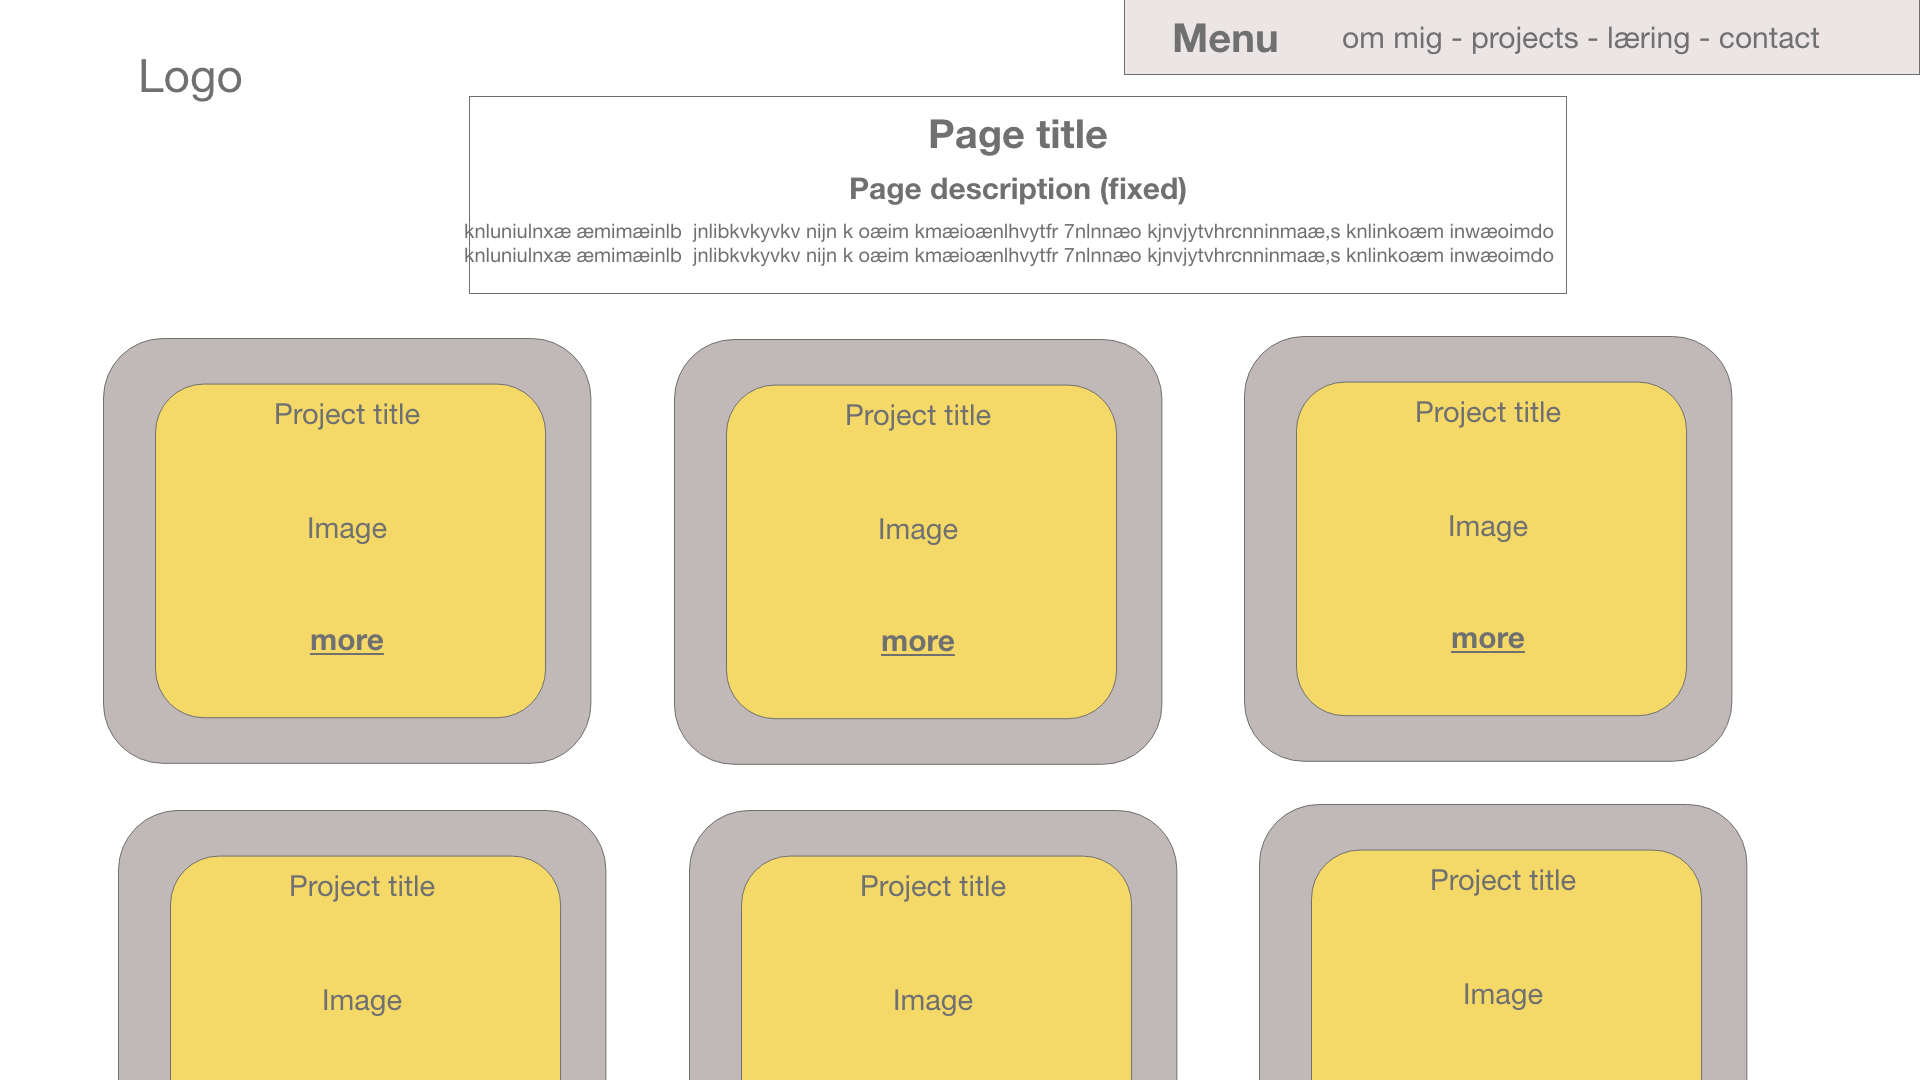 Menu om mig - projects - læring - contact
Logo
Page title
Page description (fixed)
knluniulnxæ æmimæinlb  jnlibkvkyvkv nijn k oæim kmæioænlhvytfr 7nlnnæo kjnvjytvhrcnninmaæ,s knlinkoæm inwæoimdo
knluniulnxæ æmimæinlb  jnlibkvkyvkv nijn k oæim kmæioænlhvytfr 7nlnnæo kjnvjytvhrcnninmaæ,s knlinkoæm inwæoimdo
Project title
Image
more
Project title
Image
more
Project title
Image
more
Project title
Image
Project title
Image
Project title
Image